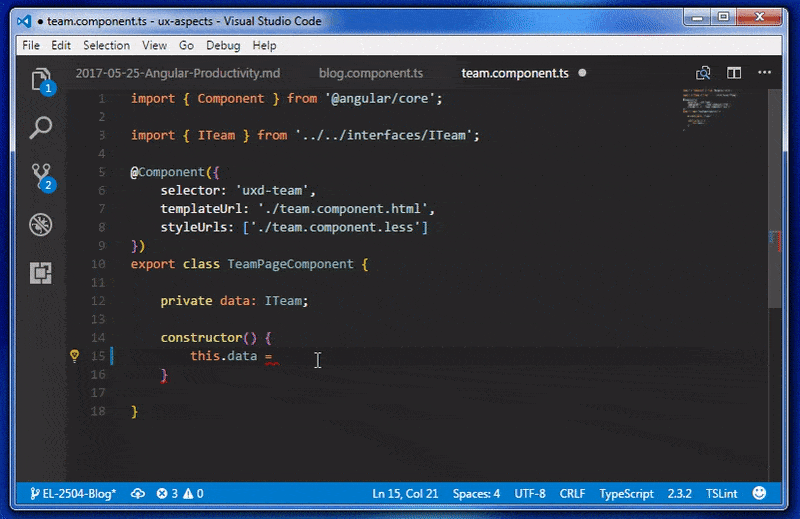 team.component.ts - ux-aspects - Visual Studio Code
File Edit Selection View Go Debug Help
2017-05-25-Angular-Productivity.md blog.component.ts team.component.ts
1
2
1 import { Component } from '@angular/core';
2
3 import { ITeam } from '../../interfaces/ITeam';
4
5 @Component({
6 selector: 'uxd-team',
7 templateUrl: './team.component.html',
8 styleUrls: ['./team.component.less']
9 })
10 export class TeamPageComponent {
11
12 private data: ITeam;
13
14 constructor() {
15 this.data =
16 }
17
18 }
EL-2504-Blog* 3 0 Ln 15, Col 21 Spaces: 4 UTF-8 CRLF TypeScript 2.3.2 TSLint